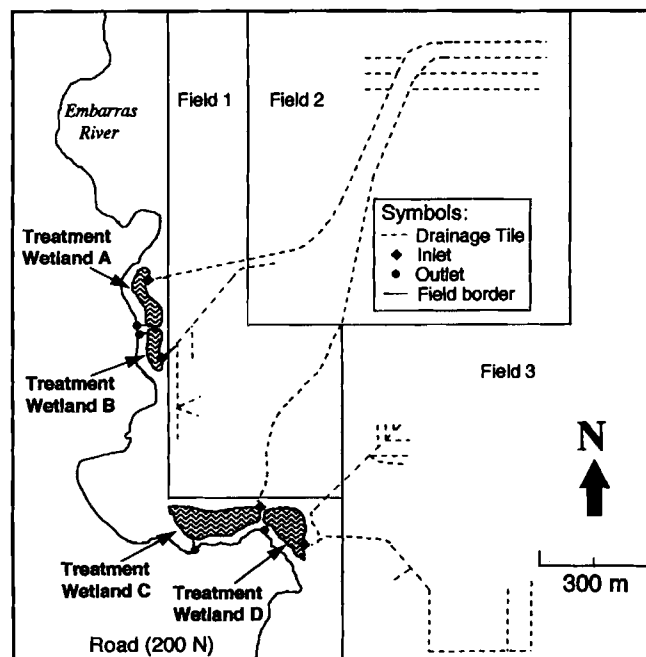 Field 1
Field 2
Embarras
River
Treatment
Wetland A
Symbols:
Drainage Tile
Inlet
Outlet
Field border
Treatment
Wetland B
Field 3
N
300 m
Treatment
Wetland C
Treatment
Wetland D
Road (200 N)